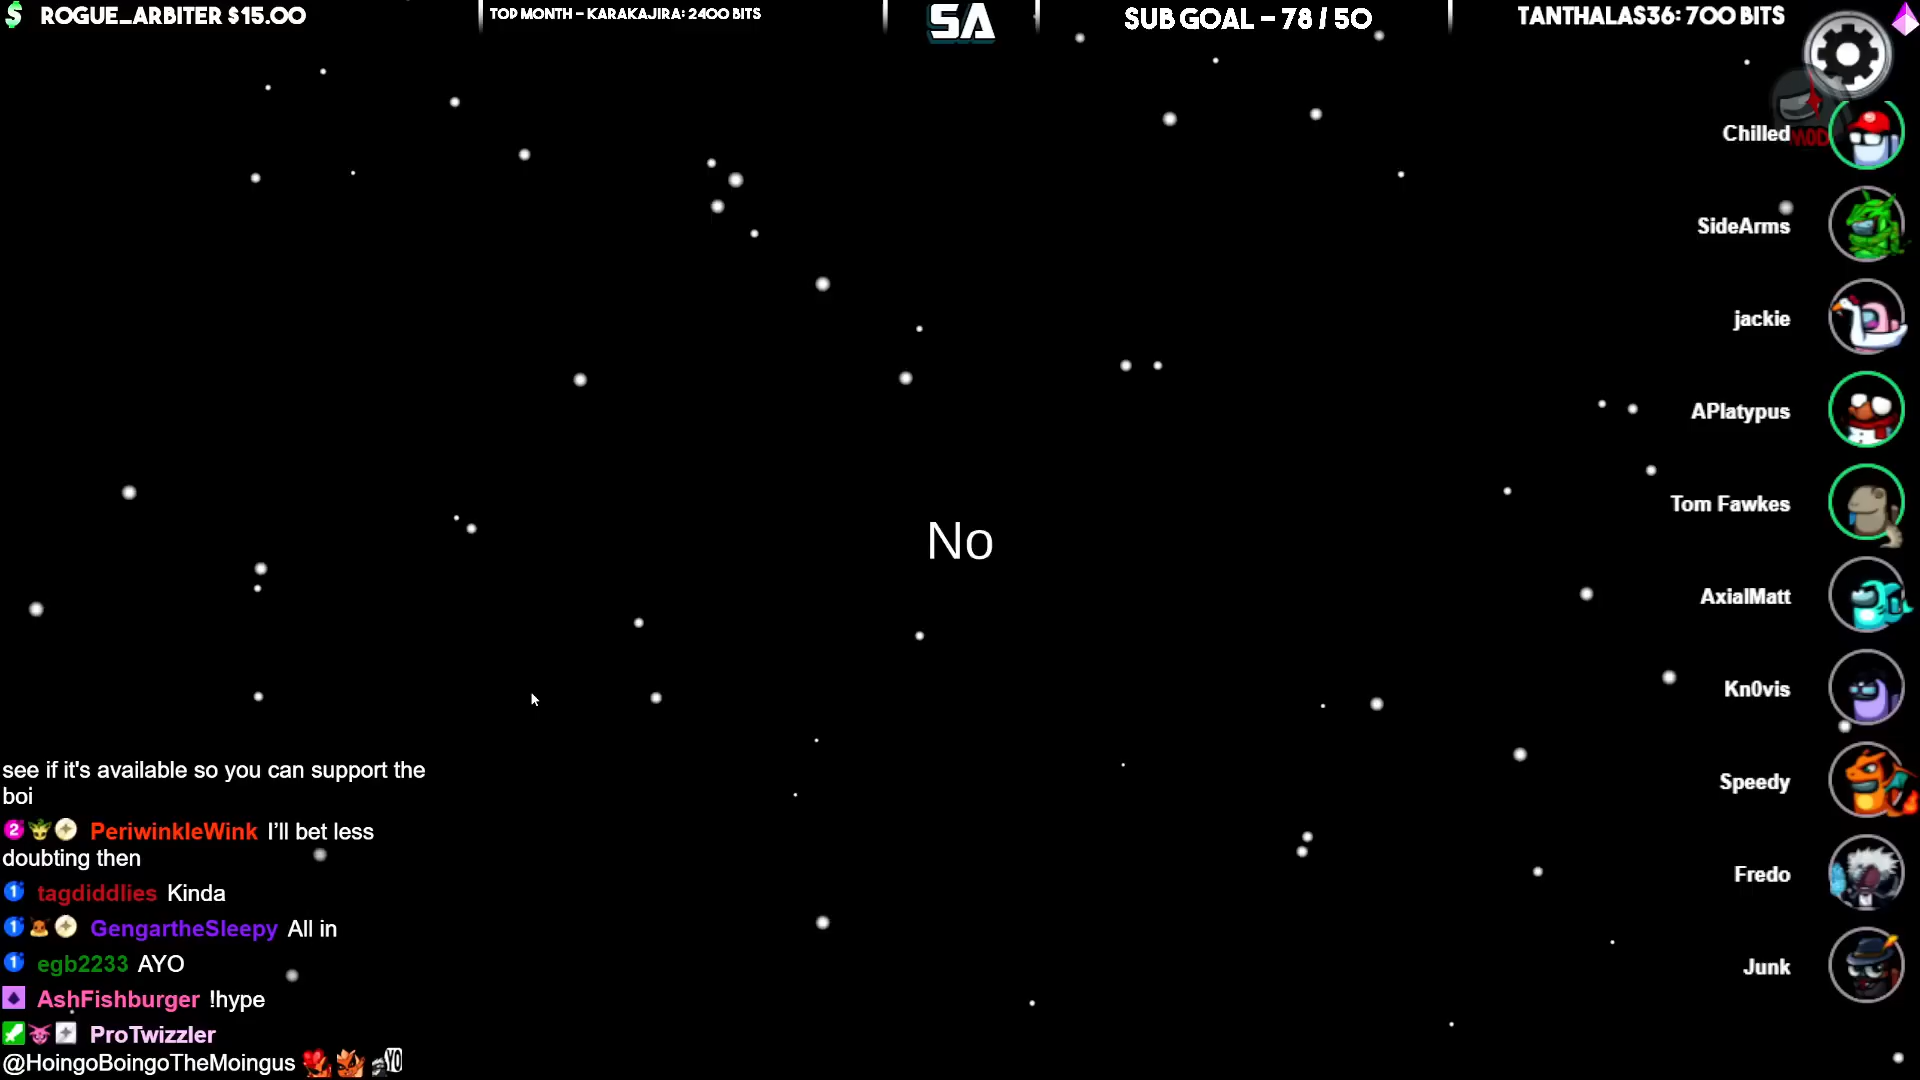 ROGUE_ARBITER $15.00
TOP MONTH - KARAKAJIRA: 2400 BITS
SA
SUB GOAL - 78 / 50
TANTHALAS36: 700 BITS
Chilled
MOD
SideArms
jackie
APlatypus
Tom Fawkes
No
AxialMatt
Kn0vis
Speedy
Fredo
Junk
see if it's available so you can support the
boi
PeriwinkleWink I'll bet less
doubting then
tagdiddlies Kinda
GengartheSleepy All in
egb2233 AYO
AshFishburger !hype
ProTwizzler
@HoingoBoingoTheMoingus YO